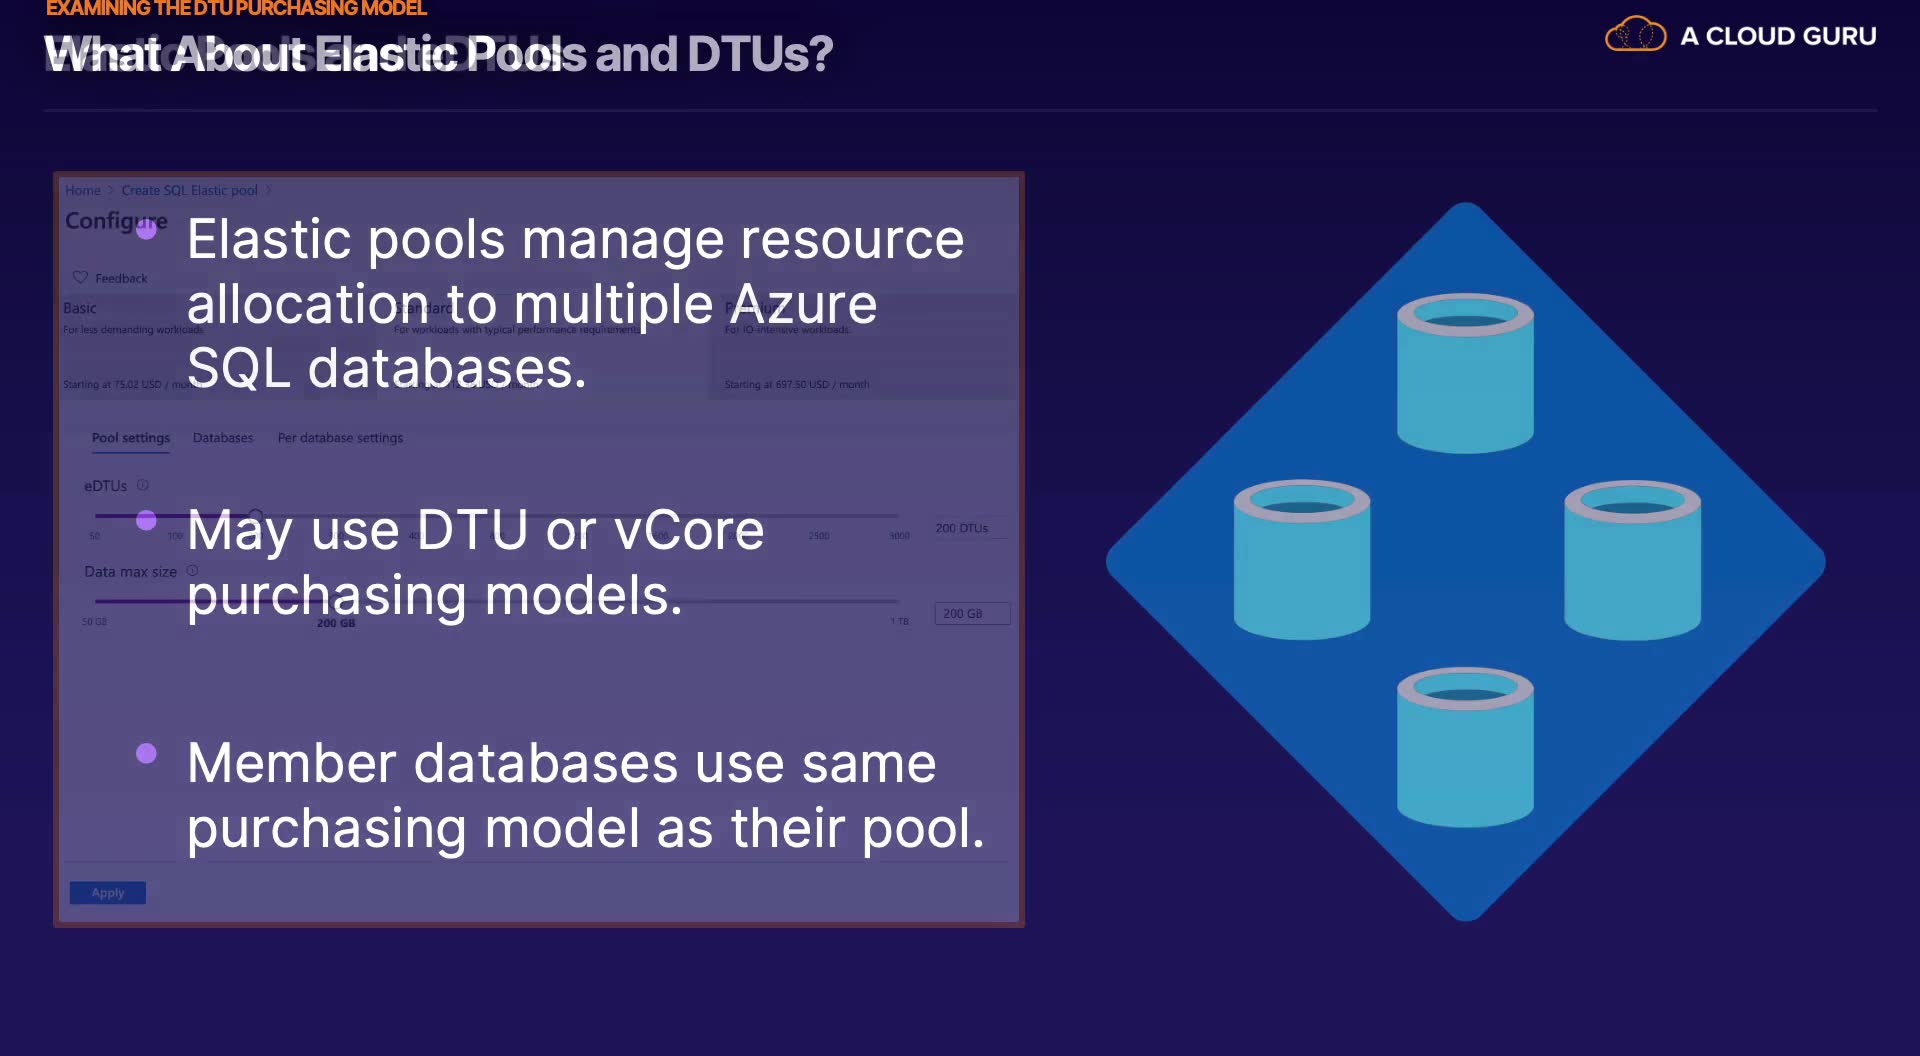 EXAMINING THE DTU PURCHASING MODEL
What About Elastic Pools and DTUs?
A CLOUD GURU
Home > Create SQL Elastic pool >
Configure
Feedback
Basic
Standard
Premium
For less demanding workloads.
For workloads with typical performance requirements.
For IO-intensive workloads.
Starting at 75.02 USD / month
Starting at 697.50 USD / month
• Elastic pools manage resource
allocation to multiple Azure
SQL databases.
Pool settings Databases Per database settings
eDTUs
50 100 2500 3000
200 DTUs
• May use DTU or vCore
purchasing models.
Data max size
50 GB 200 GB 1 TB
200 GB
• Member databases use same
purchasing model as their pool.
Apply